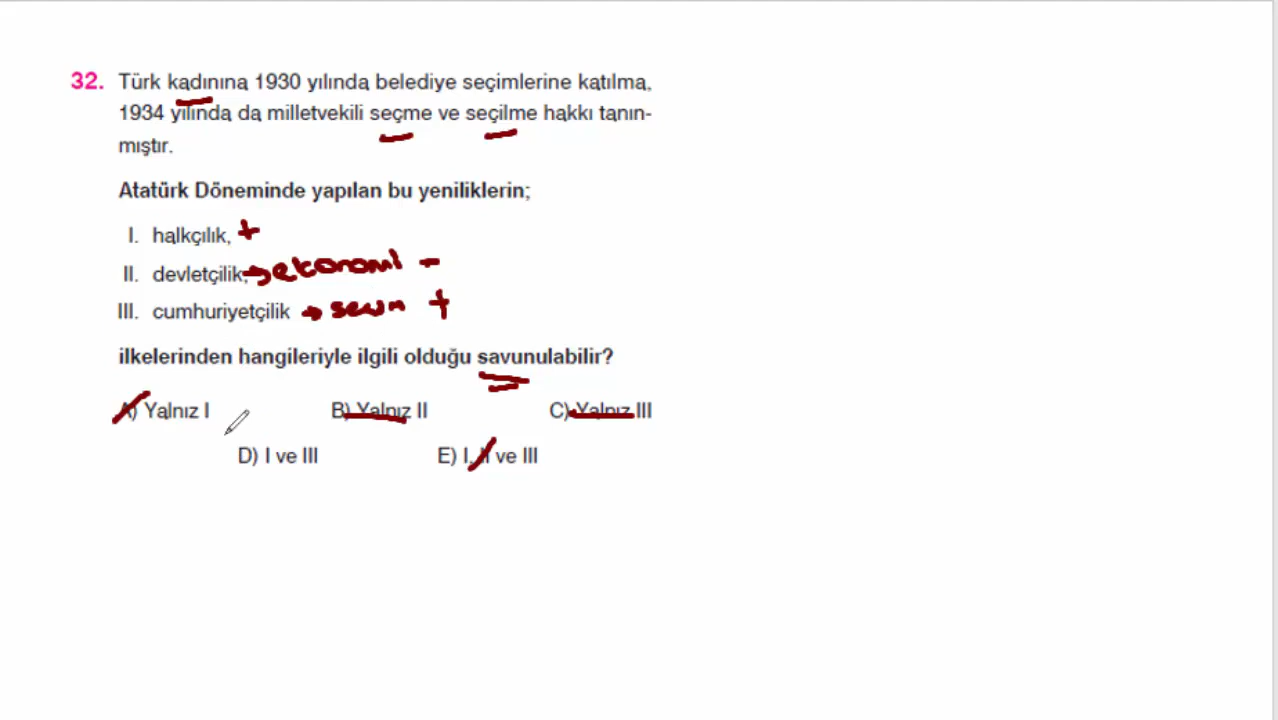 32. Türk kadınına 1930 yılında belediye seçimlerine katılma,
1934 yılında da milletvekili seçme ve seçilme hakkı tanın-
mıştır.
Atatürk Döneminde yapılan bu yeniliklerin;
I. halkçılık, +
II. devletçilik, → ekonomi -
III. cumhuriyetçilik → +
ilkelerinden hangileriyle ilgili olduğu savunulabilir?
A) Yalnız I B) Yalnız II C) Yalnız III
D) I ve III E) I, II ve III